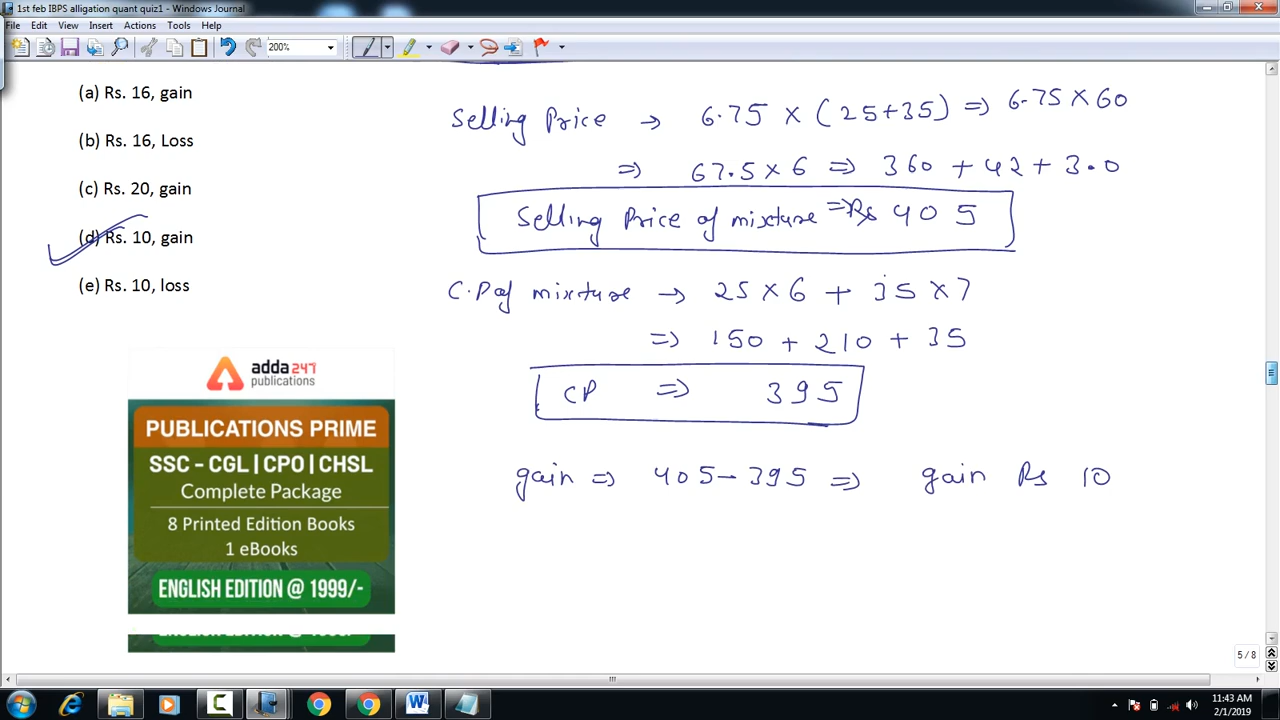 1st feb IBPS alligation quant quiz1 - Windows Journal
File Edit View Insert Actions Tools Help
200%
(a) Rs. 16, gain
(b) Rs. 16, Loss
(c) Rs. 20, gain
(d) Rs. 10, gain
(e) Rs. 10, loss
Selling Price → 6.75 × (25+35) ⇒ 6.75 × 60
⇒ 67.5 × 6 ⇒ 360 + 42 + 3.0
Selling Price of mixture ⇒ Rs 405
C.P of mixture → 25 × 6 + 35 × 7
⇒ 150 + 210 + 35
CP ⇒ 395
gain ⇒ 405 - 395 ⇒ gain Rs 10
adda247
publications
PUBLICATIONS PRIME
SSC - CGL | CPO | CHSL
Complete Package
8 Printed Edition Books
1 eBooks
ENGLISH EDITION @ 1999/-
ENGLISH EDITION @ 1999/-
5 / 8
11:43 AM
2/1/2019